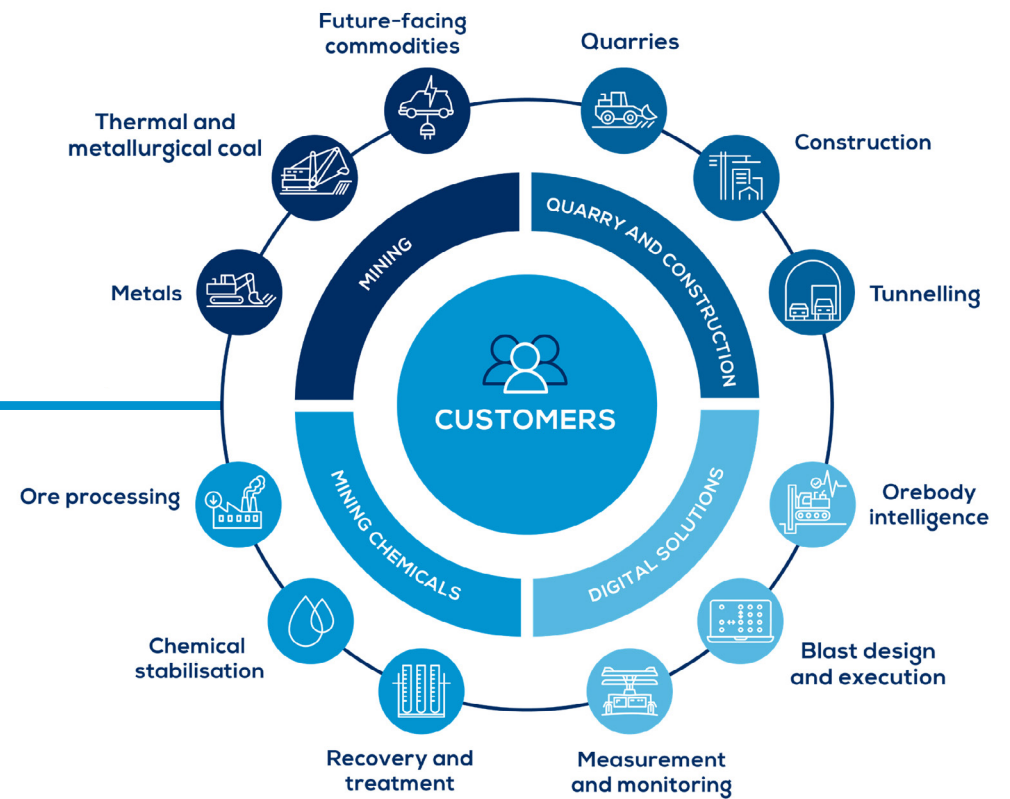 Future-facing
commodities
Quarries
Thermal and
metallurgical coal
Construction
Metals
Tunnelling
MINING
QUARRY AND CONSTRUCTION
CUSTOMERS
MINING CHEMICALS
DIGITAL SOLUTIONS
Ore processing
Orebody
intelligence
Chemical
stabilisation
Blast design
and execution
Recovery and
treatment
Measurement
and monitoring